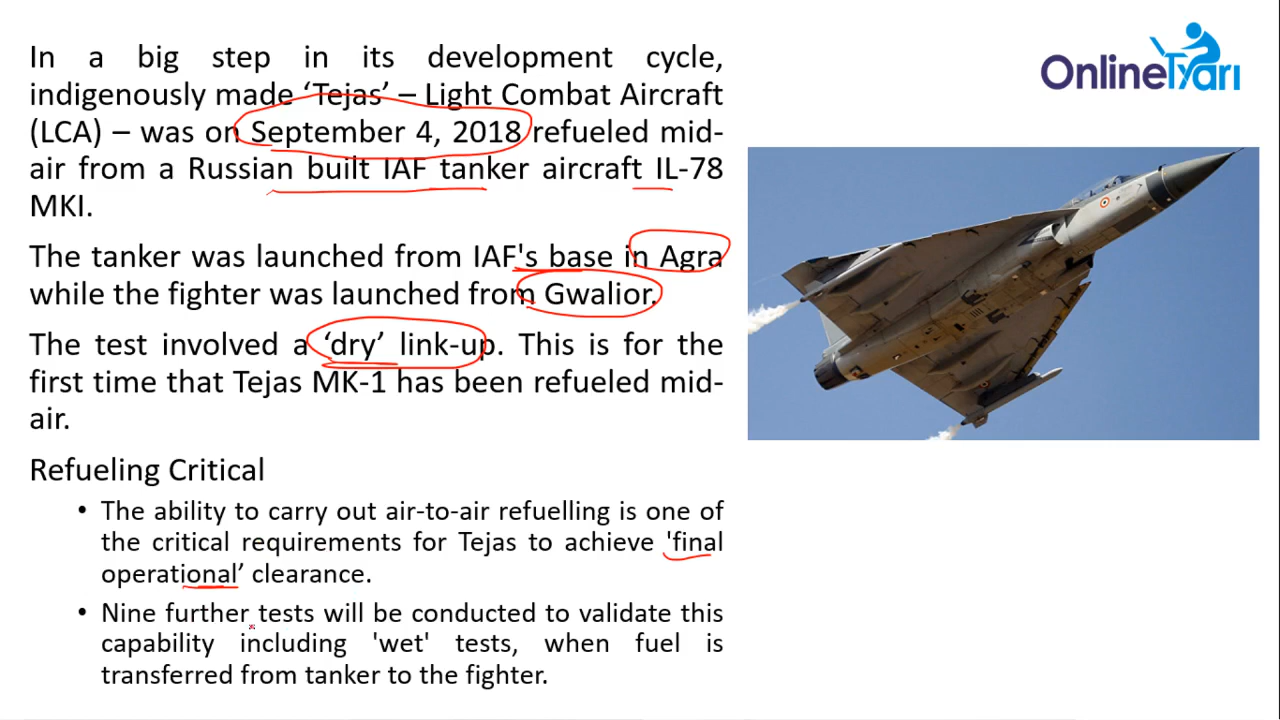 In a big step in its development cycle,
indigenously made ‘Tejas’ – Light Combat Aircraft
(LCA) – was on September 4, 2018 refueled mid-
air from a Russian built IAF tanker aircraft IL-78
MKI.
The tanker was launched from IAF's base in Agra
while the fighter was launched from Gwalior.
The test involved a ‘dry’ link-up. This is for the
first time that Tejas MK-1 has been refueled mid-
air.
Refueling Critical
• The ability to carry out air-to-air refuelling is one of
the critical requirements for Tejas to achieve 'final
operational’ clearance.
• Nine further tests will be conducted to validate this
capability including 'wet' tests, when fuel is
transferred from tanker to the fighter.
OnlineTyari